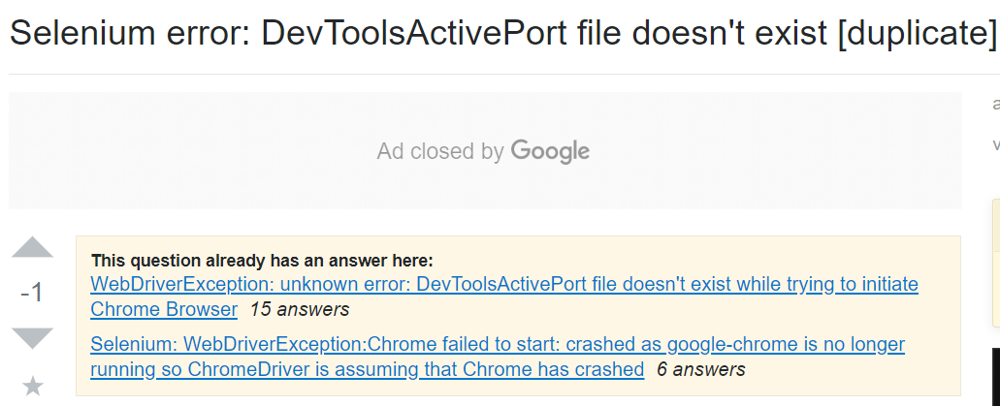 Selenium error: DevToolsActivePort file doesn't exist [duplicate]
Ad closed by Google
-1
This question already has an answer here:
WebDriverException: unknown error: DevToolsActivePort file doesn't exist while trying to initiate
Chrome Browser 15 answers
Selenium: WebDriverException:Chrome failed to start: crashed as google-chrome is no longer
running so ChromeDriver is assuming that Chrome has crashed 6 answers